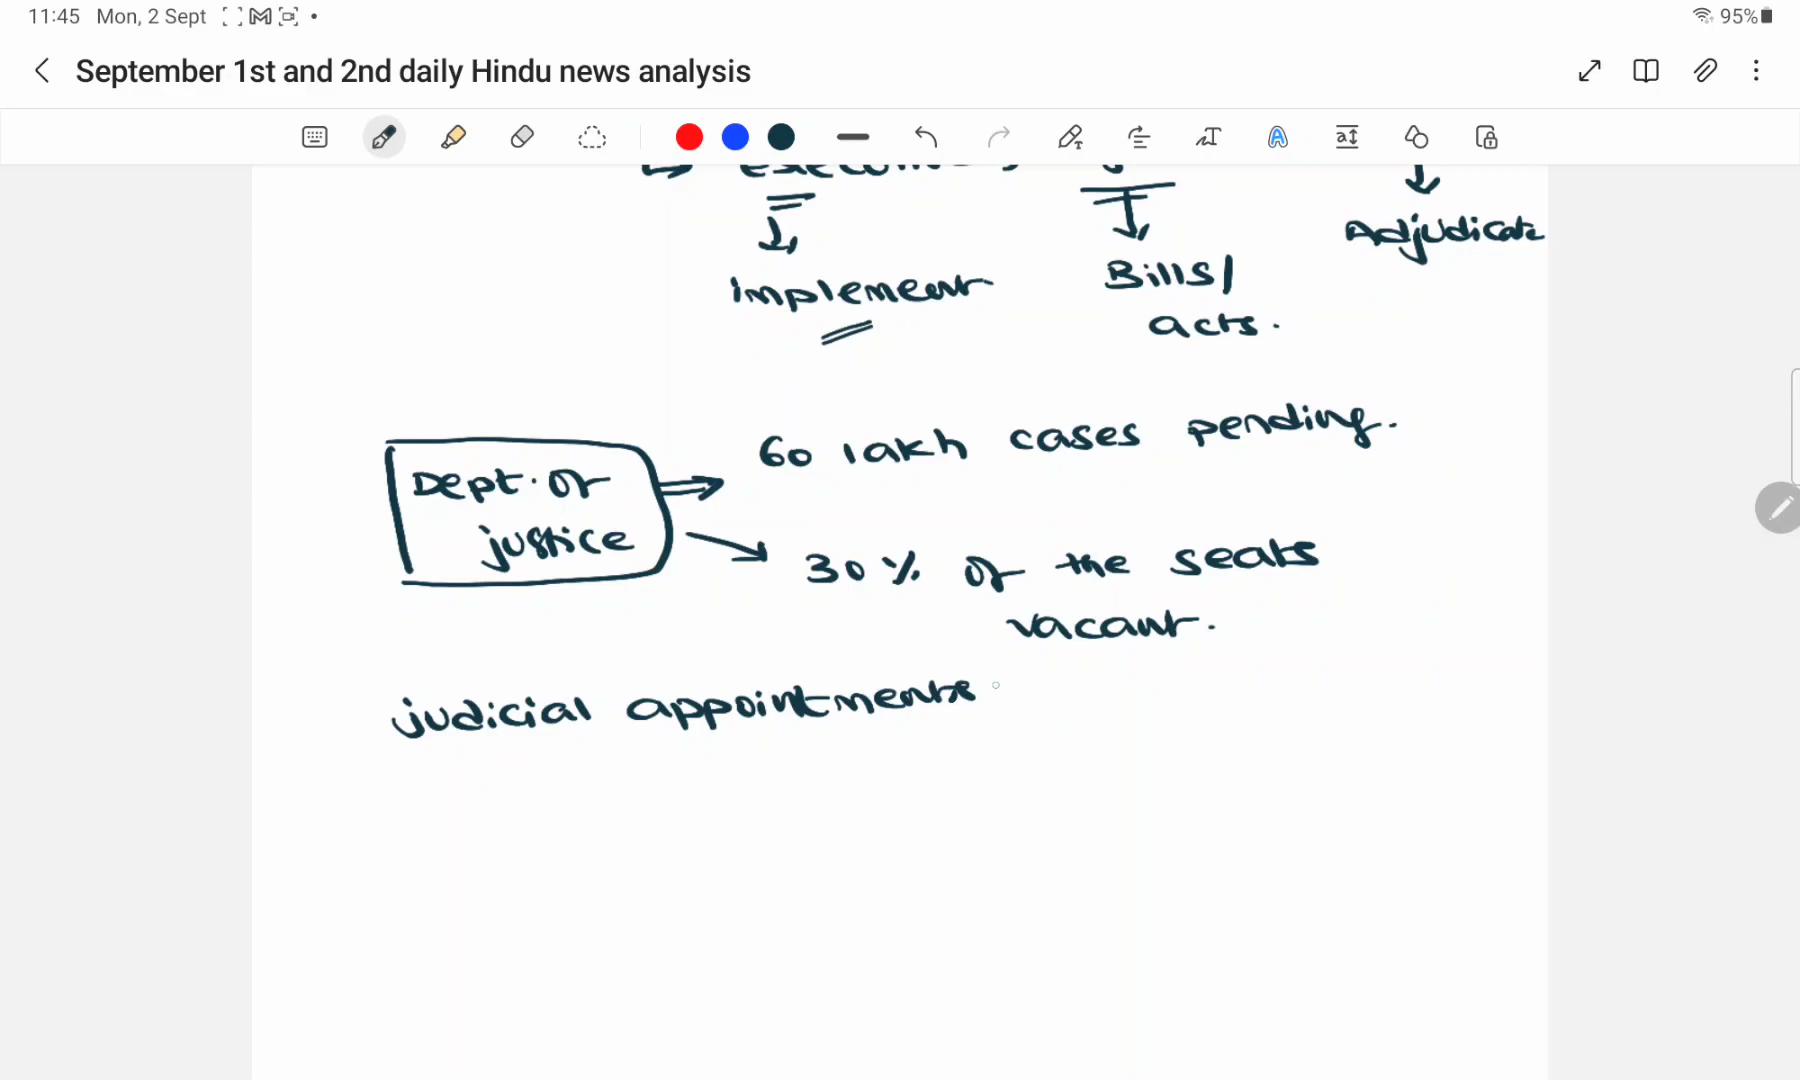 11:45 Mon, 2 Sept 95%
September 1st and 2nd daily Hindu news analysis
Adjudicate
implement
Bills/
acts.
60 lakh cases pending.
Dept. of
justice
30% of the seats
vacant.
judicial appointments